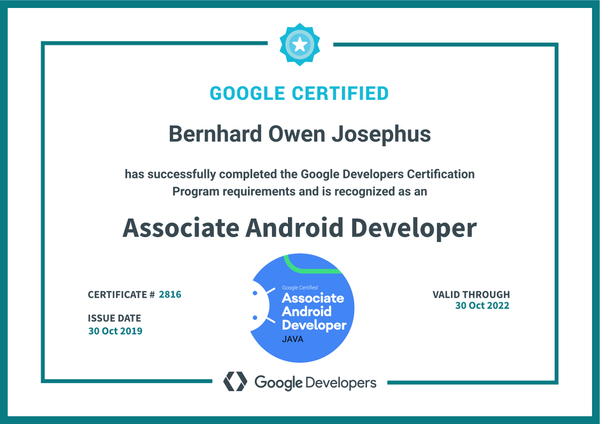 GOOGLE CERTIFIED
Bernhard Owen Josephus
has successfully completed the Google Developers Certification
Program requirements and is recognized as an
Associate Android Developer
CERTIFICATE # 2816
ISSUE DATE
30 Oct 2019
Google Certified
Associate
Android
Developer
JAVA
VALID THROUGH
30 Oct 2022
Google Developers